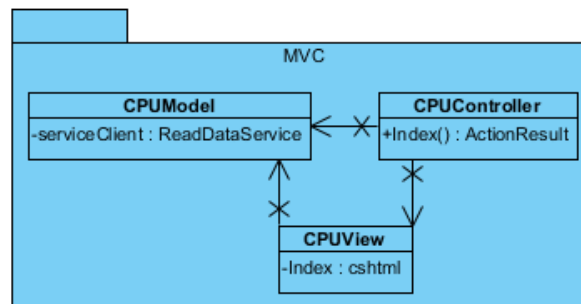 MVC
CPUModel
-serviceClient : ReadDataService
CPUController
+Index() : ActionResult
CPUView
-Index : cshtml